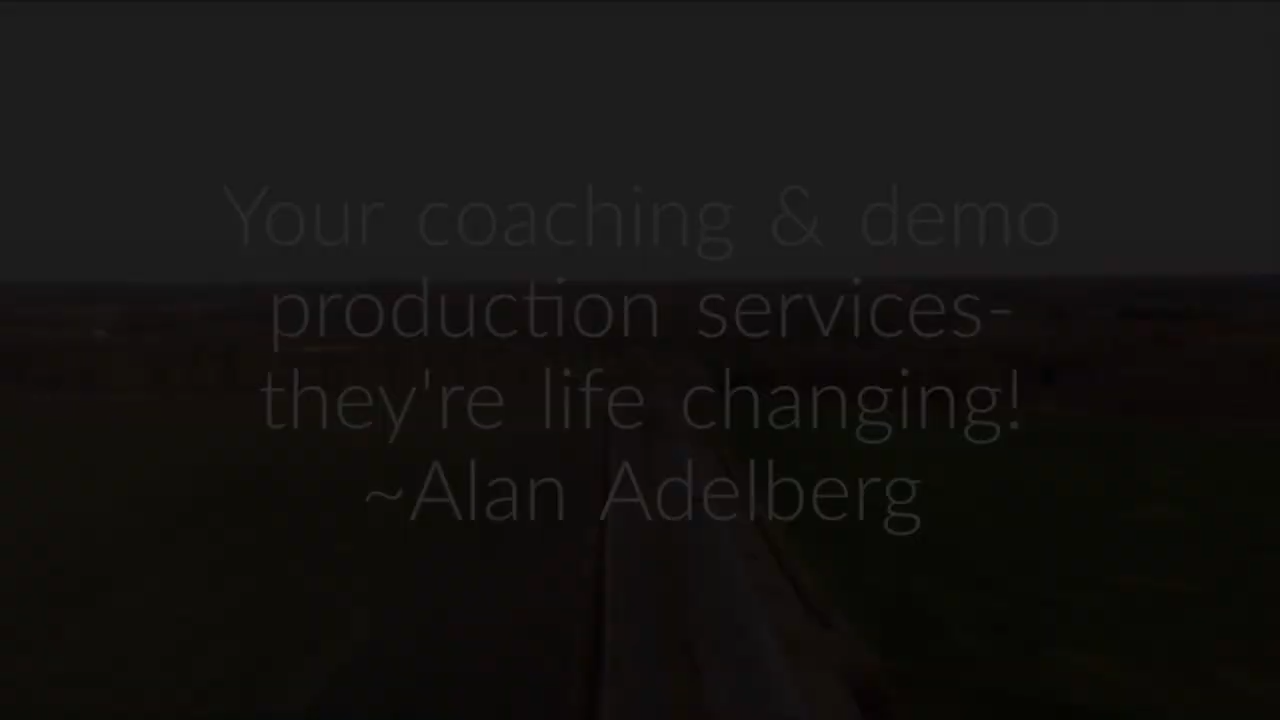 Your coaching & demo
production services-
they're life changing!
~Alan Adelberg